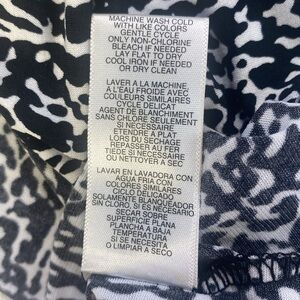 MACHINE WASH COLD
WITH LIKE COLORS
GENTLE CYCLE
ONLY NON-CHLORINE
BLEACH IF NEEDED
LAY FLAT TO DRY
COOL IRON IF NEEDED
OR DRY CLEAN
LAVER A LA MACHINE
A L'EAU FROIDE AVEC
COULEURS SIMILAIRES
CYCLE DELICAT
AGENT DE BLANCHIMENT
SANS CHLORE SEULEMENT
SI NECESSAIRE
ETENDRE A PLAT
LORS DU SECHAGE
REPASSER AU FER
TIEDE SI NECESSAIRE
OU NETTOYER A SEC
LAVAR EN LAVADORA CON
AGUA FRIA CON
COLORES SIMILARES
CICLO DELICADO
SOLAMENTE BLANQUEADOR
SIN CLORO, SI ES NECESARIO
SECAR SOBRE
SUPERFICIE PLANA
PLANCHA A BAJA
TEMPERATURA
SI ES NECESARIO
O LIMPIAR A SECO